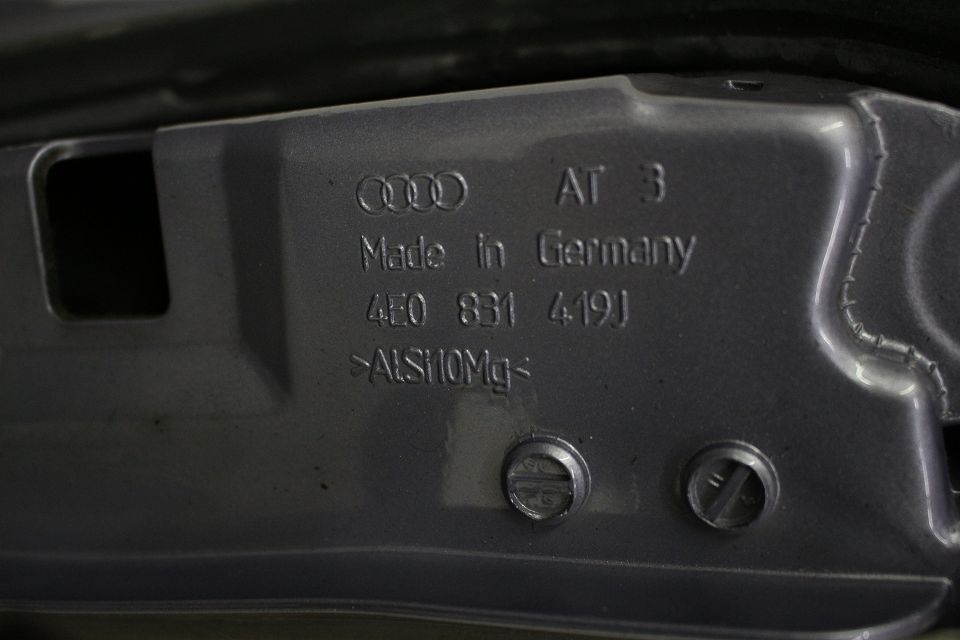 AT 3
Made in Germany
4E0 831 419J
>AlSi10Mg<